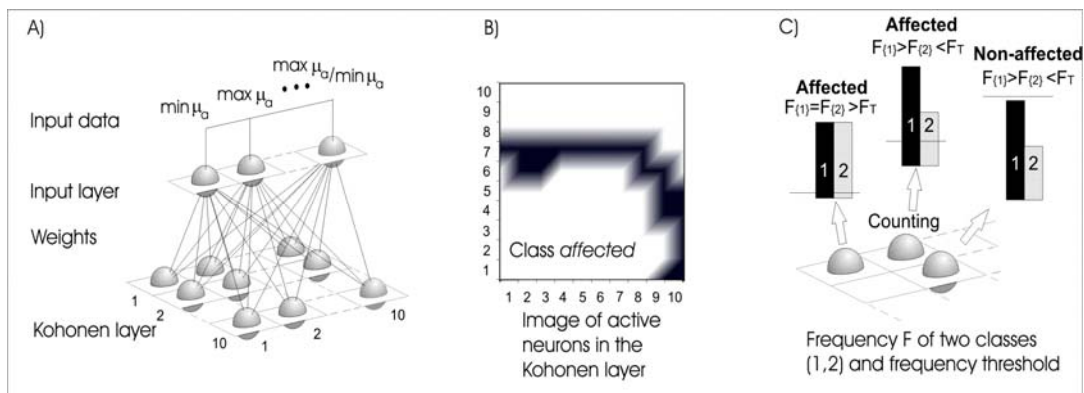 A)
min μa
max μa
• • •
max μa/min μa
Input data
Input layer
Weights
Kohonen layer
1
2
10
1
2
10
B)
10
9
8
7
6
5
4
3
2
1
Class affected
1 2 3 4 5 6 7 8 9 10
Image of active
neurons in the
Kohonen layer
C)
Affected
F(1)=F(2) >FT
1 2
Affected
F(1)>F(2) <FT
1 2
Non-affected
F(1)>F(2) <FT
1 2
Counting
Frequency F of two classes
(1,2) and frequency threshold